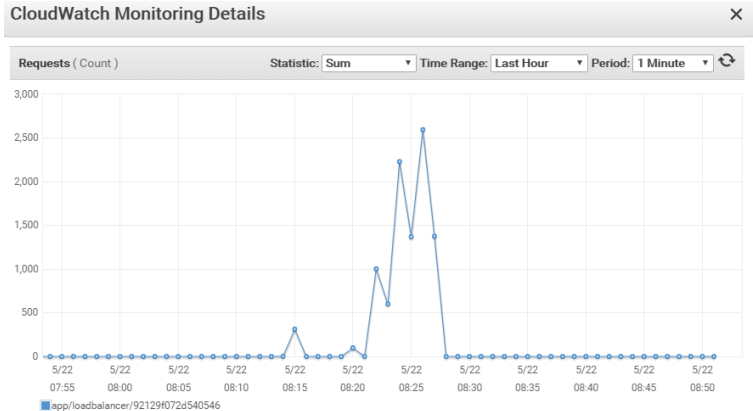 CloudWatch Monitoring Details
Requests ( Count ) Statistic: Sum Time Range: Last Hour Period: 1 Minute
3,000
2,500
2,000
1,500
1,000
500
0
5/22 5/22 5/22 5/22 5/22 5/22 5/22 5/22 5/22 5/22 5/22 5/22
07:55 08:00 08:05 08:10 08:15 08:20 08:25 08:30 08:35 08:40 08:45 08:50
app/loadbalancer/92129f072d540546